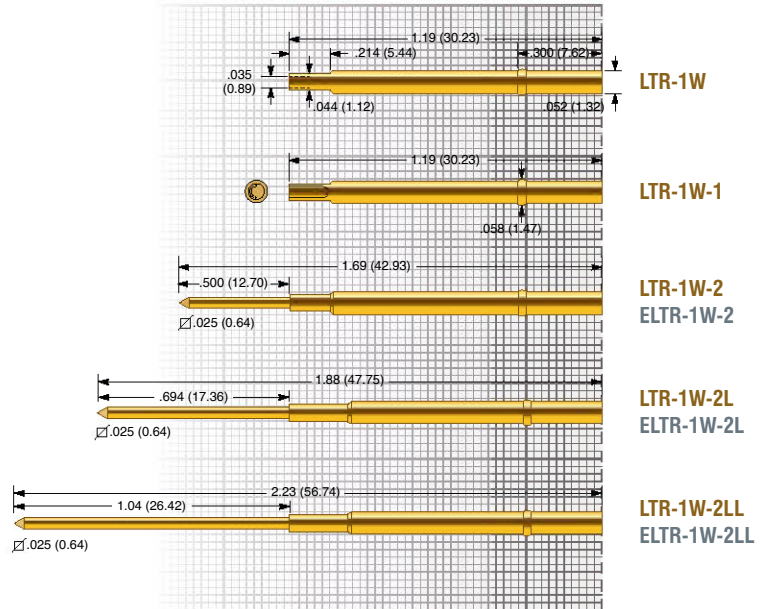 1.19 (30.23)
.214 (5.44)
.300 (7.62)
.035
(0.89)
.044 (1.12)
.052 (1.32)
LTR-1W
1.19 (30.23)
.058 (1.47)
LTR-1W-1
1.69 (42.93)
.500 (12.70)
.025 (0.64)
LTR-1W-2
ELTR-1W-2
1.88 (47.75)
.694 (17.36)
.025 (0.64)
LTR-1W-2L
ELTR-1W-2L
2.23 (56.74)
1.04 (26.42)
.025 (0.64)
LTR-1W-2LL
ELTR-1W-2LL